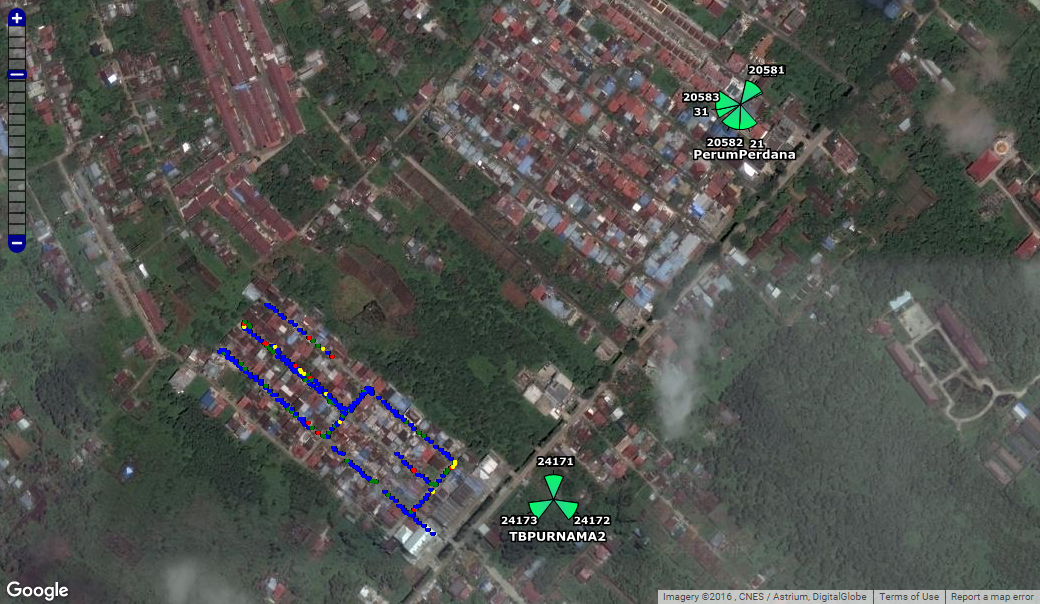 20581
20583
31
20582 21
PerumPerdana
24171
24173 24172
TBPURNAMA2
Google
Imagery ©2016 , CNES / Astrium, DigitalGlobe Terms of Use Report a map error